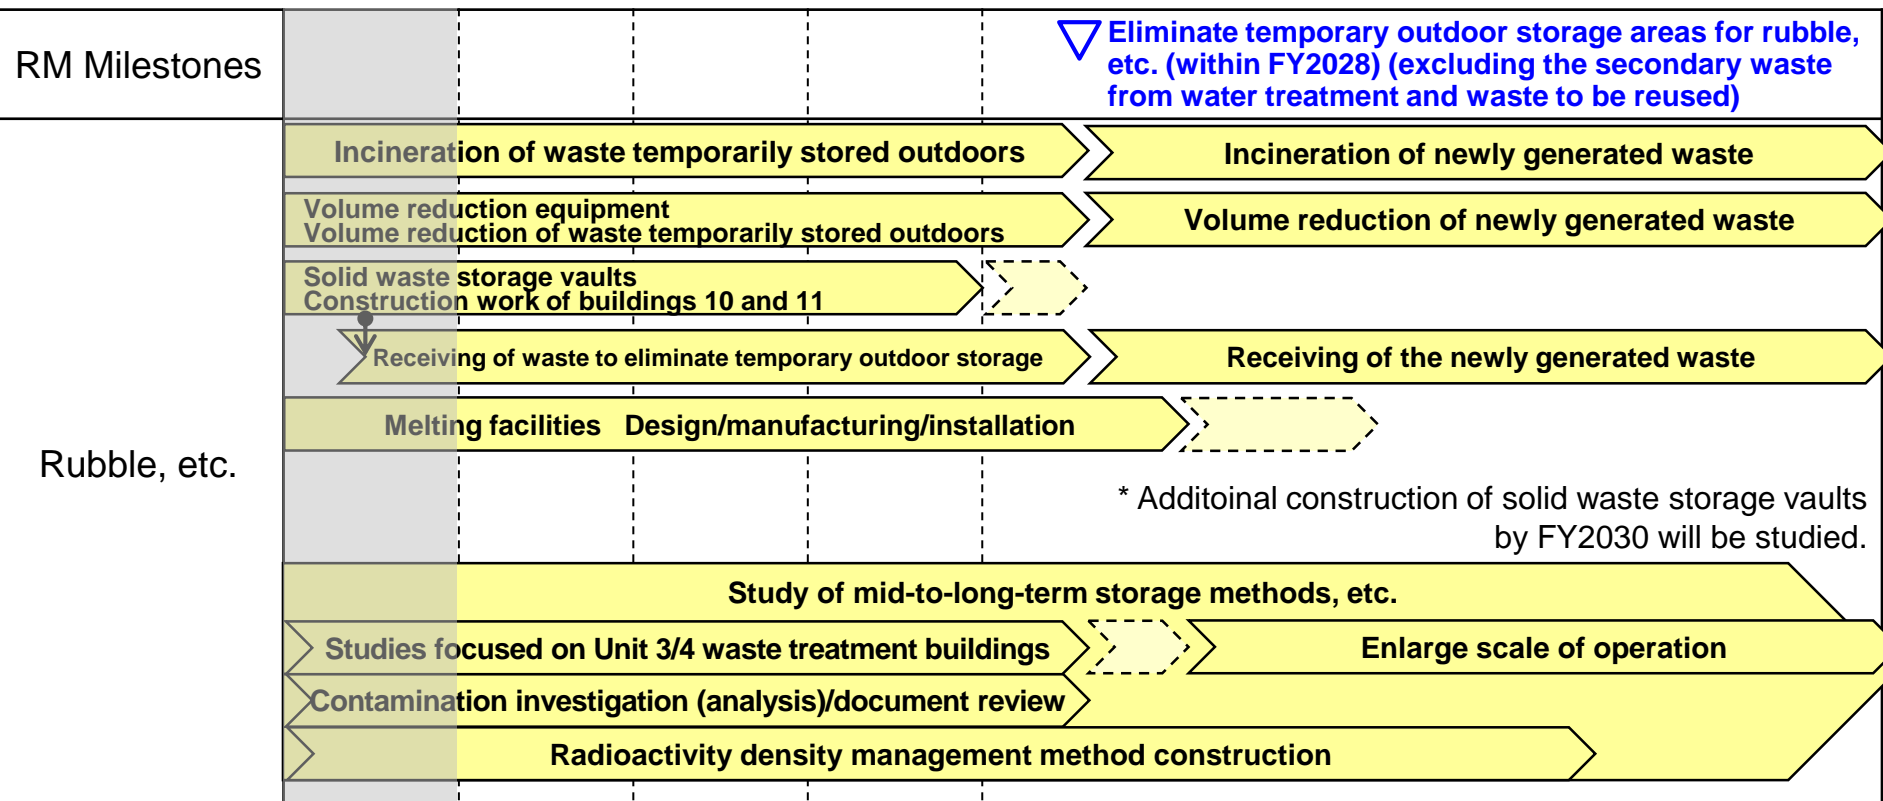 RM Milestones
Eliminate temporary outdoor storage areas for rubble,
etc. (within FY2028) (excluding the secondary waste
from water treatment and waste to be reused)
Incineration of waste temporarily stored outdoors
Incineration of newly generated waste
Volume reduction equipment
Volume reduction of waste temporarily stored outdoors
Volume reduction of newly generated waste
Solid waste storage vaults
Construction work of buildings 10 and 11
Receiving of waste to eliminate temporary outdoor storage
Receiving of the newly generated waste
Melting facilities Design/manufacturing/installation
Rubble, etc.
* Additoinal construction of solid waste storage vaults
by FY2030 will be studied.
Study of mid-to-long-term storage methods, etc.
Studies focused on Unit 3/4 waste treatment buildings
Enlarge scale of operation
Contamination investigation (analysis)/document review
Radioactivity density management method construction